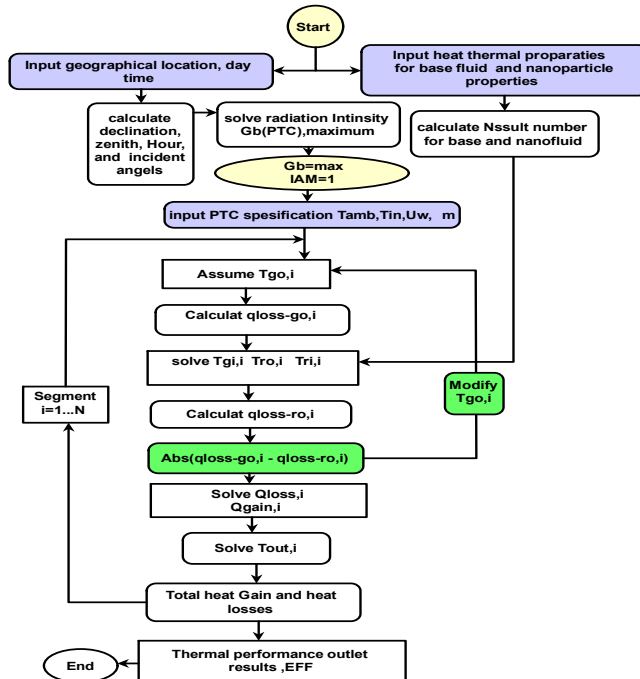 Start
Input geographical location, day
time
Input heat thermal proparaties
for base fluid and nanoparticle
properties
calculate
declination,
zenith, Hour,
and incident
angels
solve radiation Intinsity
Gb(PTC),maximum
calculate Nssult number
for base and nanofluid
Gb=max
IAM=1
input PTC spesification Tamb,Tin,Uw, m
Assume Tgo,i
Calculat qloss-go,i
solve Tgi,i Tro,i Tri,i
Segment
i=1...N
Modify
Tgo,i
Calculat qloss-ro,i
Abs(qloss-go,i - qloss-ro,i)
Solve Qloss,i
Qgain,i
Solve Tout,i
Total heat Gain and heat
losses
Thermal performance outlet
results ,EFF
End